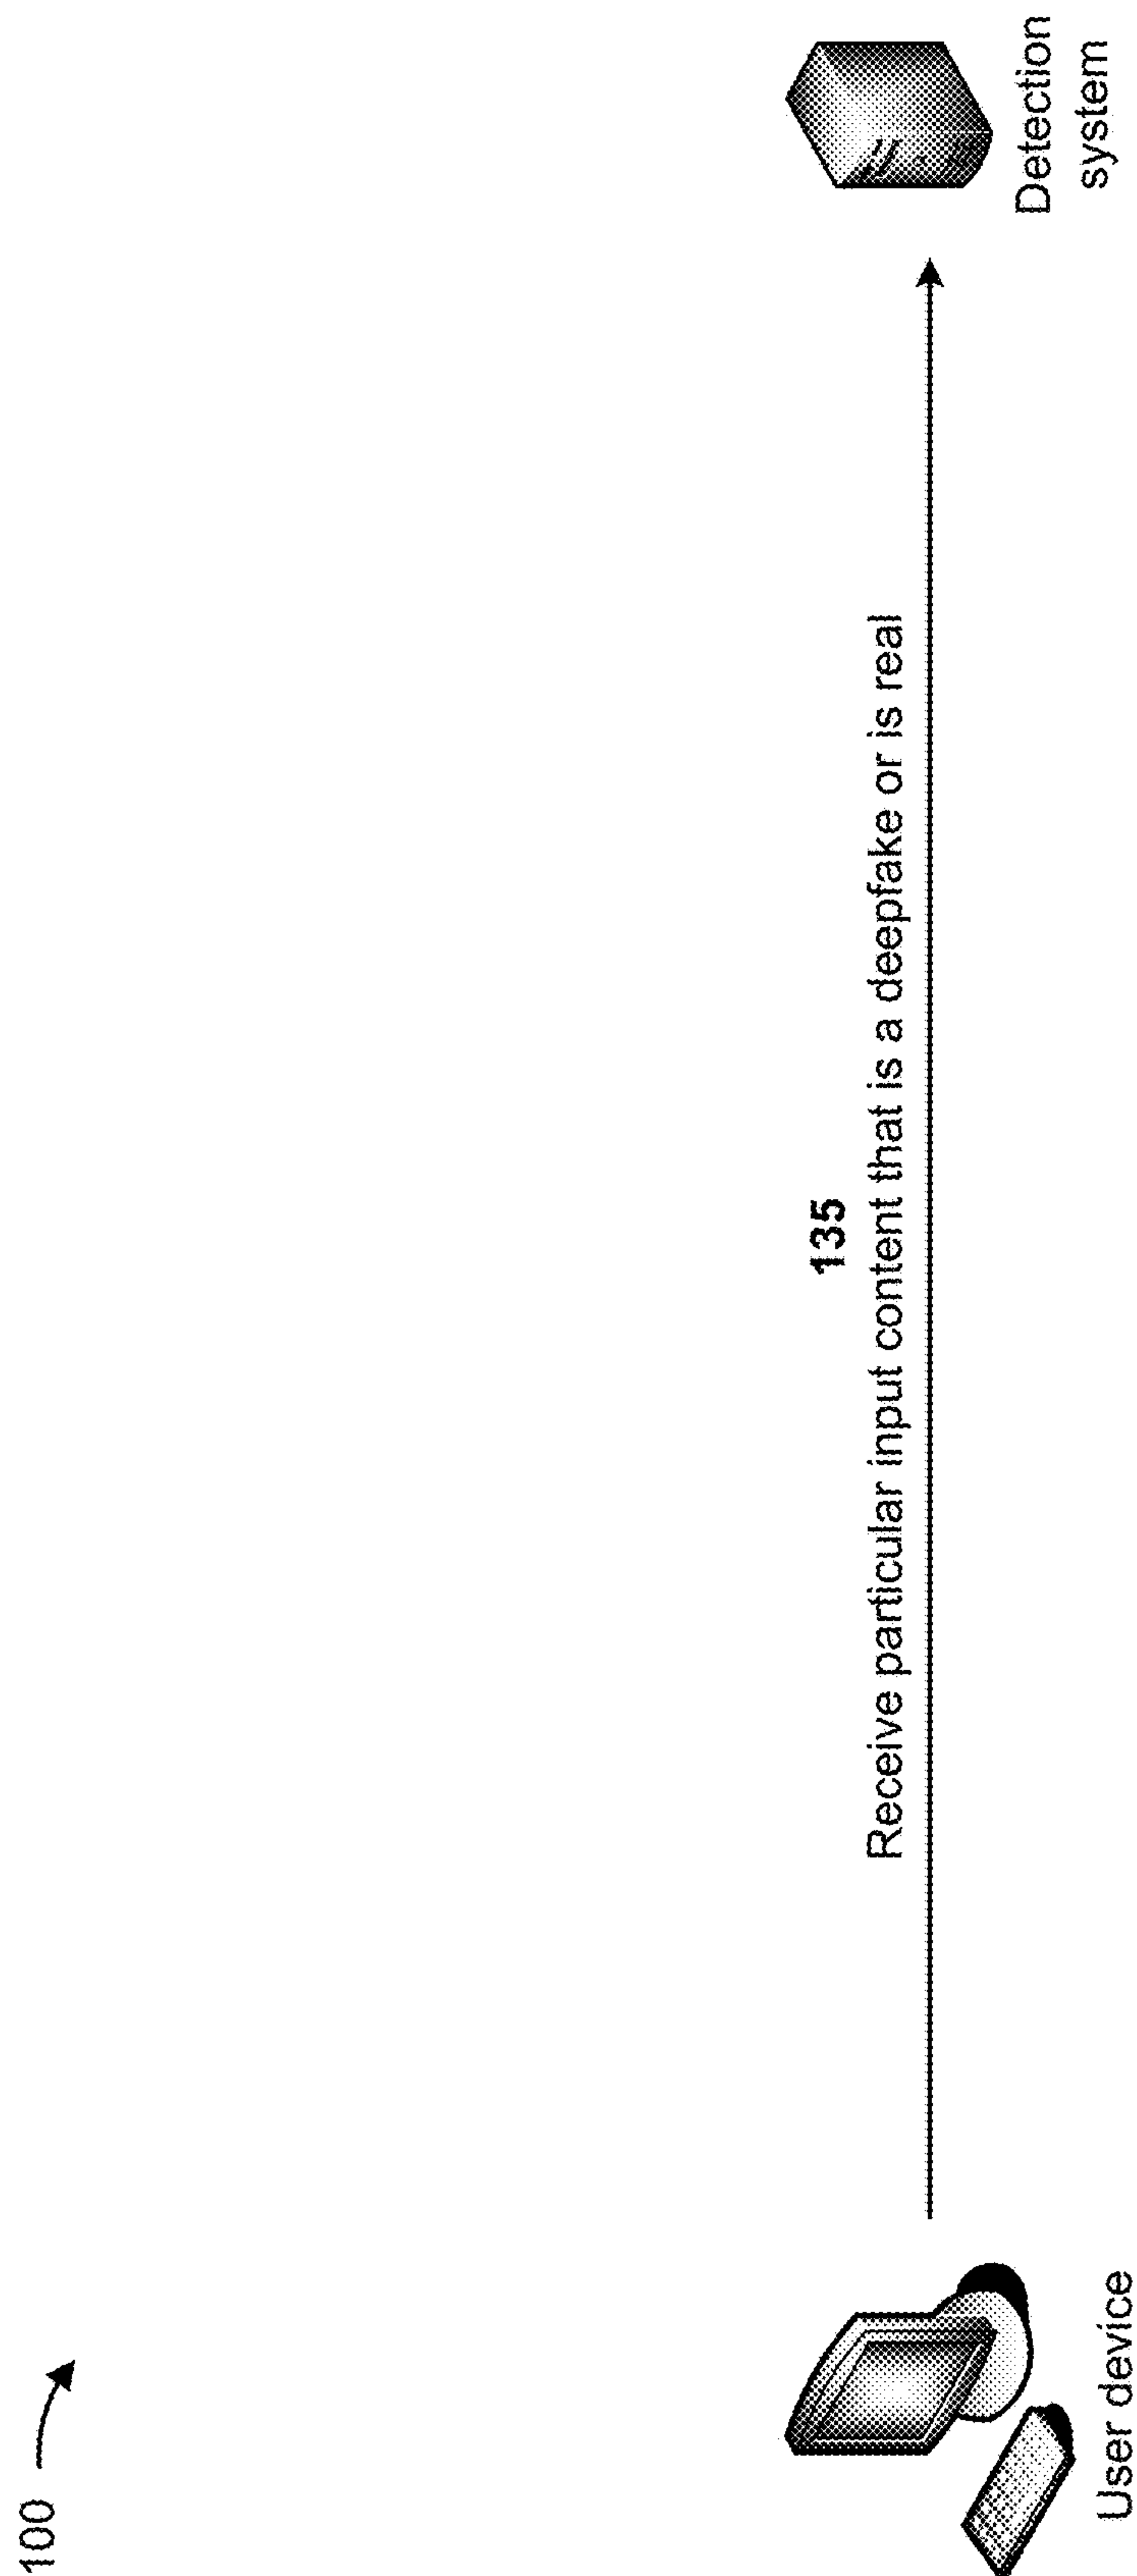 100
135
Receive particular input content that is a deepfake or is real
User device
Detection
system